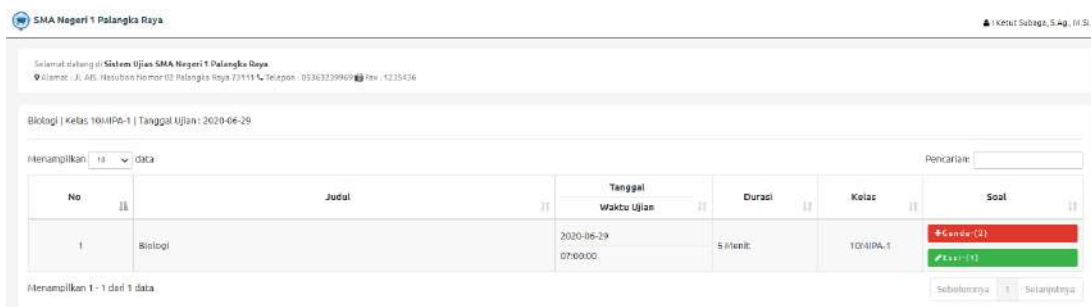 SMA Negeri 1 Palangka Raya
I Ketut Subaga, S.Ag., M.Si.
Selamat datang di Sistem Ujian SMA Negeri 1 Palangka Raya
Alamat : Jl. AIS. Nasution Nomor 02 Palangka Raya 73111 Telepon : 05363239969 Fax : 1235436
Biologi | Kelas 10MIPA-1 | Tanggal Ujian : 2020-06-29
Menampilkan 10 data
Pencarian:
No Judul Tanggal Waktu Ujian Durasi Kelas Soal
1 Biologi 2020-06-29 07:00:00 5 Menit 10MIPA-1 Ganda-(2)
Menampilkan 1 - 1 dari 1 data
Sebelumnya 1 Selanjutnya